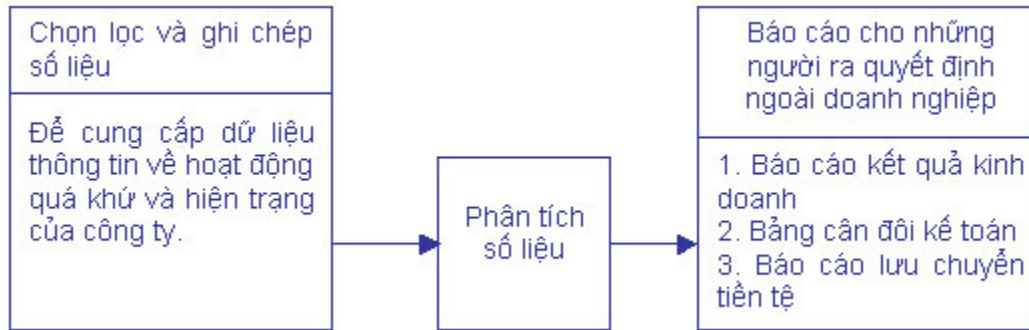 Chọn lọc và ghi chép
số liệu
Để cung cấp dữ liệu
thông tin về hoạt động
quá khứ và hiện trạng
của công ty.
Phân tích
số liệu
Báo cáo cho những
người ra quyết định
ngoài doanh nghiệp
1. Báo cáo kết quả kinh
doanh
2. Bảng cân đôi kế toán
3. Báo cáo lưu chuyển
tiền tệ